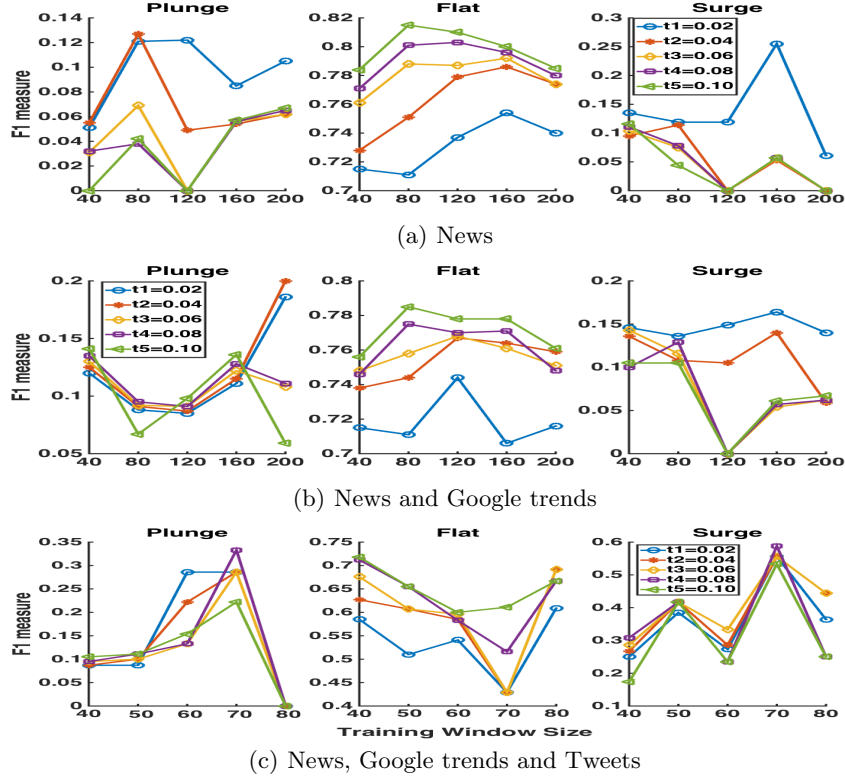 Plunge Flat Surge
F1 measure
0.14 0.12 0.1 0.08 0.06 0.04 0.02 0
40 80 120 160 200
0.82 0.8 0.78 0.76 0.74 0.72 0.7
40 80 120 160 200
0.3 0.25 0.2 0.15 0.1 0.05 0
40 80 120 160 200
t1=0.02
t2=0.04
t3=0.06
t4=0.08
t5=0.10
(a) News
Plunge Flat Surge
F1 measure
0.2 0.15 0.1 0.05
40 80 120 160 200
t1=0.02
t2=0.04
t3=0.06
t4=0.08
t5=0.10
0.8 0.78 0.76 0.74 0.72 0.7
40 80 120 160 200
0.2 0.15 0.1 0.05 0
40 80 120 160 200
(b) News and Google trends
Plunge Flat Surge
F1 measure
0.35 0.3 0.25 0.2 0.15 0.1 0.05 0
40 50 60 70 80
0.75 0.7 0.65 0.6 0.55 0.5 0.45 0.4
40 50 60 70 80
0.6 0.5 0.4 0.3 0.2 0.1
40 50 60 70 80
t1=0.02
t2=0.04
t3=0.06
t4=0.08
t5=0.10
Training Window Size
(c) News, Google trends and Tweets